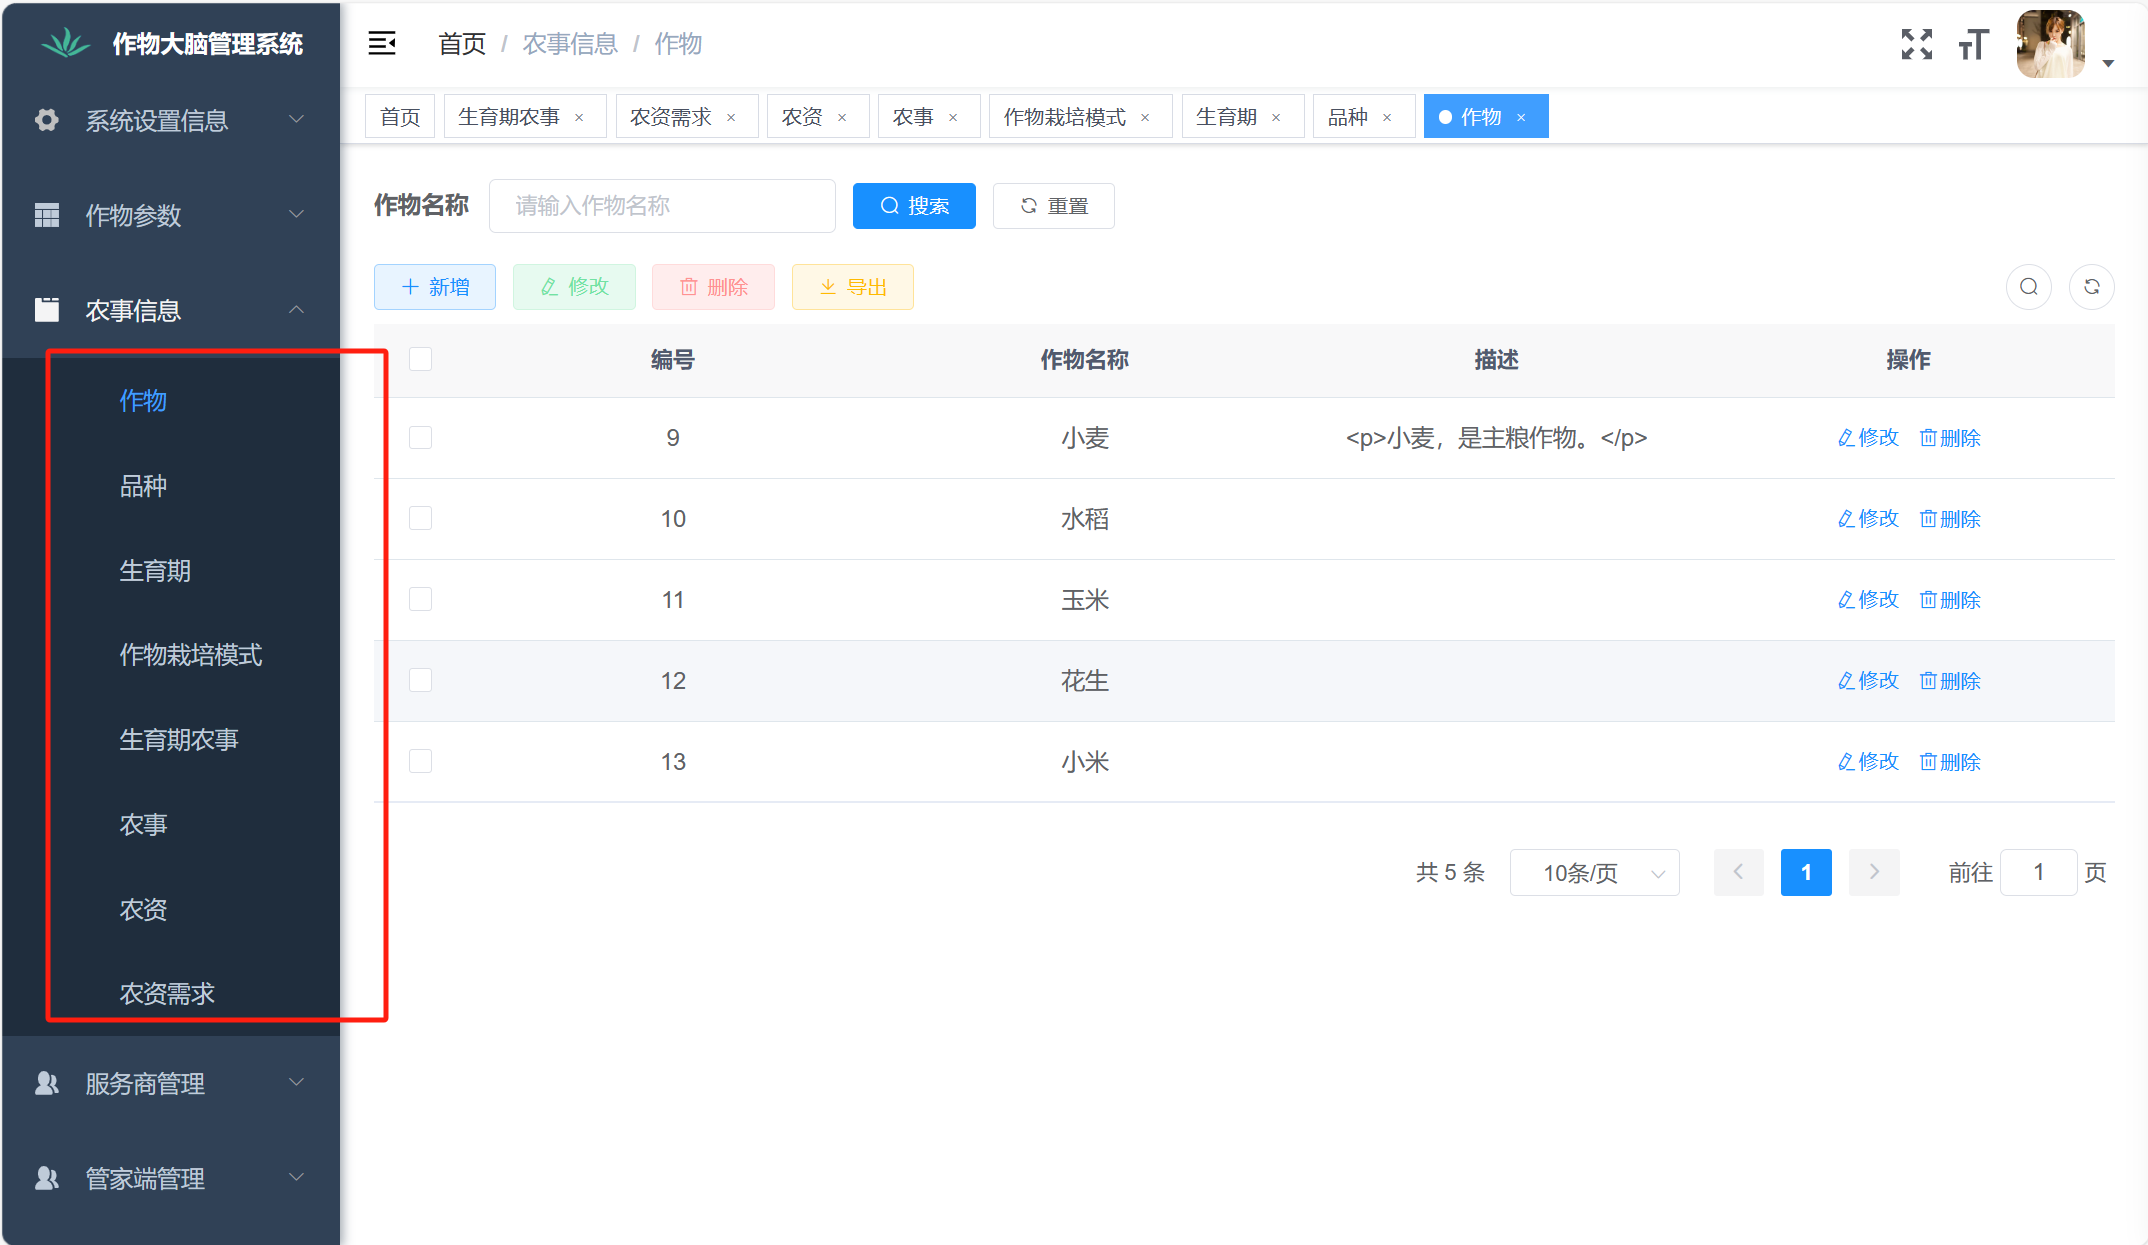 作物大脑管理系统
系统设置信息
作物参数
农事信息
作物
品种
生育期
作物栽培模式
生育期农事
农事
农资
农资需求
服务商管理
管家端管理
首页 / 农事信息 / 作物
首页 生育期农事 × 农资需求 × 农资 × 农事 × 作物栽培模式 × 生育期 × 品种 × 作物 ×
作物名称 请输入作物名称 搜索 重置
新增 修改 删除 导出
编号 作物名称 描述 操作
9 小麦 <p>小麦，是主粮作物。</p> 修改 删除
10 水稻 修改 删除
11 玉米 修改 删除
12 花生 修改 删除
13 小米 修改 删除
共 5 条 10条/页 1 前往 1 页